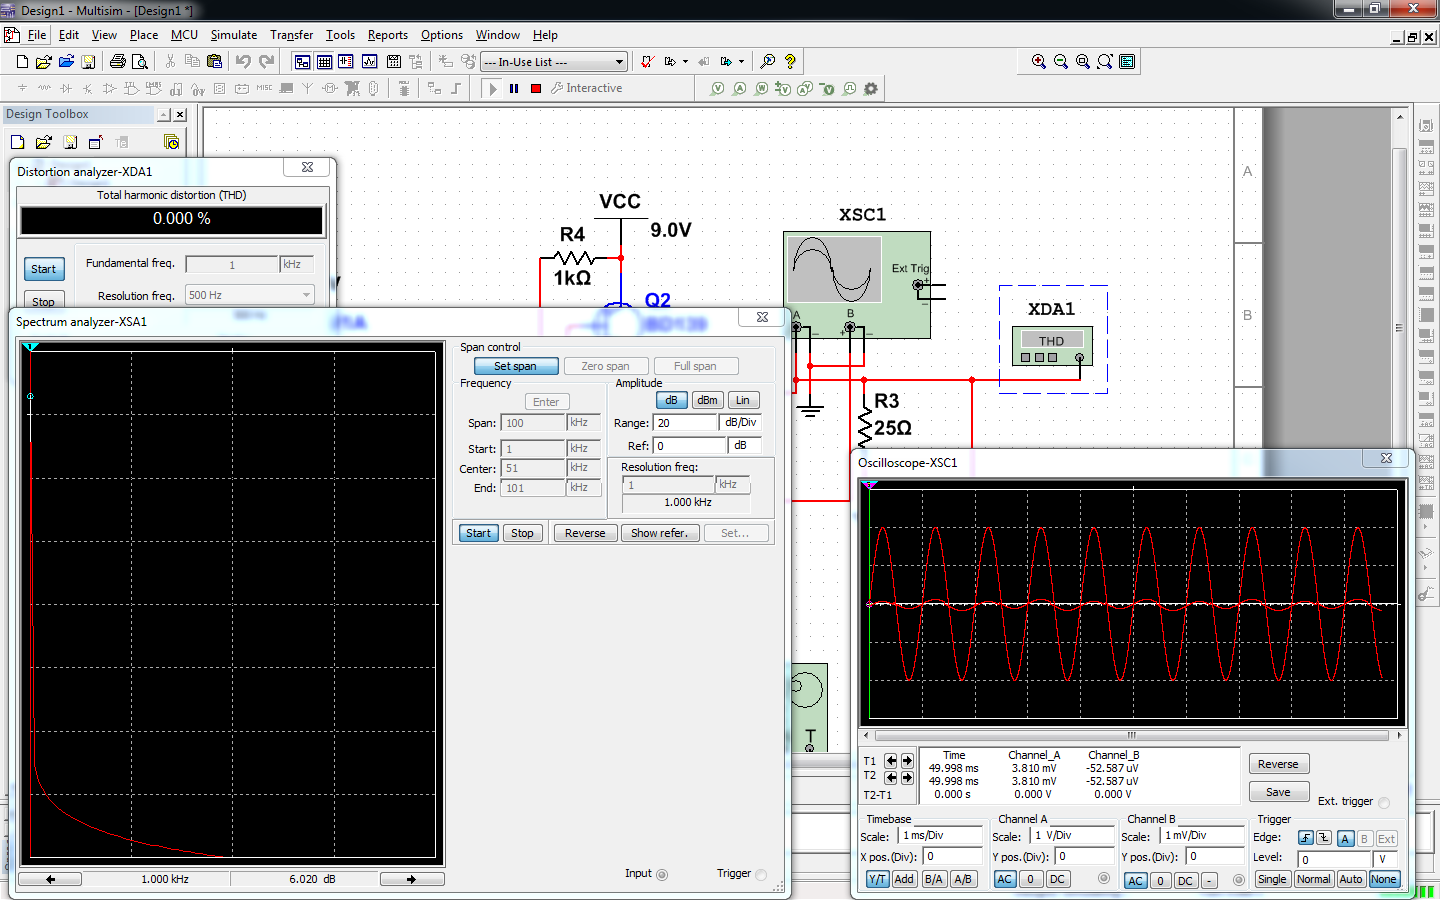 Design1 - Multisim - [Design1 *]
File Edit View Place MCU Simulate Transfer Tools Reports Options Window Help
--- In-Use List ---
Interactive
Design Toolbox
Distortion analyzer-XDA1
Total harmonic distortion (THD)
0.000 %
Start
Fundamental freq. 1 kHz
Stop
Resolution freq. 500 Hz
VCC
9.0V
R4
1kΩ
Q2
BD139
XSC1
Ext Trig
A
B
XDA1
THD
R3
25Ω
T
A
B
Spectrum analyzer-XSA1
Span control
Set span Zero span Full span
Frequency
Enter
Span: 100 kHz
Start: 1 kHz
Center: 51 kHz
End: 101 kHz
Amplitude
dB dBm Lin
Range: 20 dB/Div
Ref: 0 dB
Resolution freq:
1 kHz
1.000 kHz
Start Stop Reverse Show refer. Set...
1.000 kHz 6.020 dB
Input Trigger
Oscilloscope-XSC1
Time Channel_A Channel_B
T1 49.998 ms 3.810 mV -52.587 uV
T2 49.998 ms 3.810 mV -52.587 uV
T2-T1 0.000 s 0.000 V 0.000 V
Reverse
Save
Ext. trigger
Timebase
Scale: 1 ms/Div
X pos.(Div): 0
Y/T Add B/A A/B
Channel A
Scale: 1 V/Div
Y pos.(Div): 0
AC 0 DC
Channel B
Scale: 1 mV/Div
Y pos.(Div): 0
AC 0 DC -
Trigger
Edge: A B Ext
Level: 0 V
Single Normal Auto None